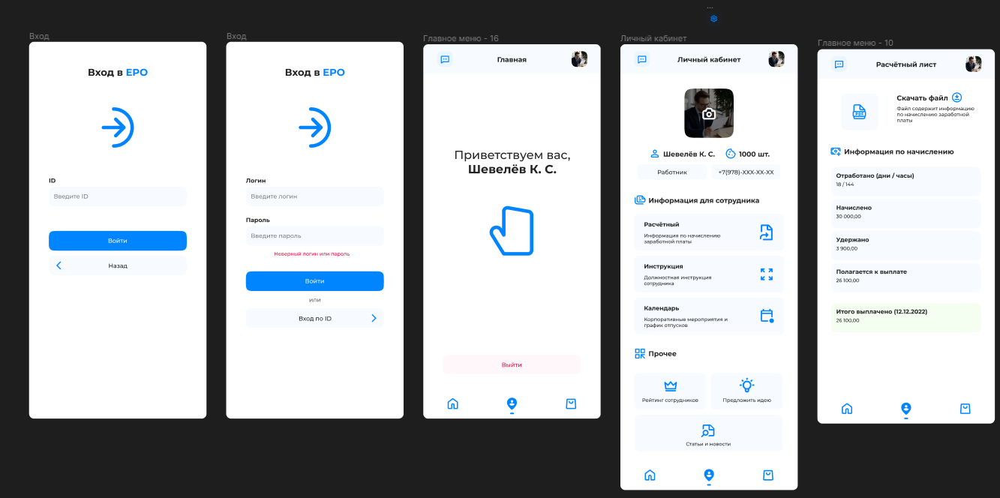 Вход
Вход в ЕРО
ID
Введите ID
Войти
Назад
Вход
Вход в ЕРО
Логин
Введите логин
Пароль
Введите пароль
Неверный логин или пароль
Войти
или
Вход по ID
Главное меню - 16
Главная
Приветствуем вас,
Шевелёв К. С.
Выйти
...
Личный кабинет
Личный кабинет
Шевелёв К. С.
1000 шт.
Работник
+7(978)-XXX-XX-XX
Информация для сотрудника
Расчётный
Информация по начислению
заработной платы
Инструкция
Должностная инструкция
сотрудника
Календарь
Корпоративные мероприятия и
график отпусков
Прочее
Рейтинг сотрудников
Предложить идею
Статьи и новости
Главное меню - 10
Расчётный лист
PDF
Скачать файл
Файл содержит информацию
по начислению заработной
платы
Информация по начислению
Отработано (дни / часы)
18 / 144
Начислено
30 000,00
Удержано
3 900,00
Полагается к выплате
26 100,00
Итого выплачено (12.12.2022)
26 100,00